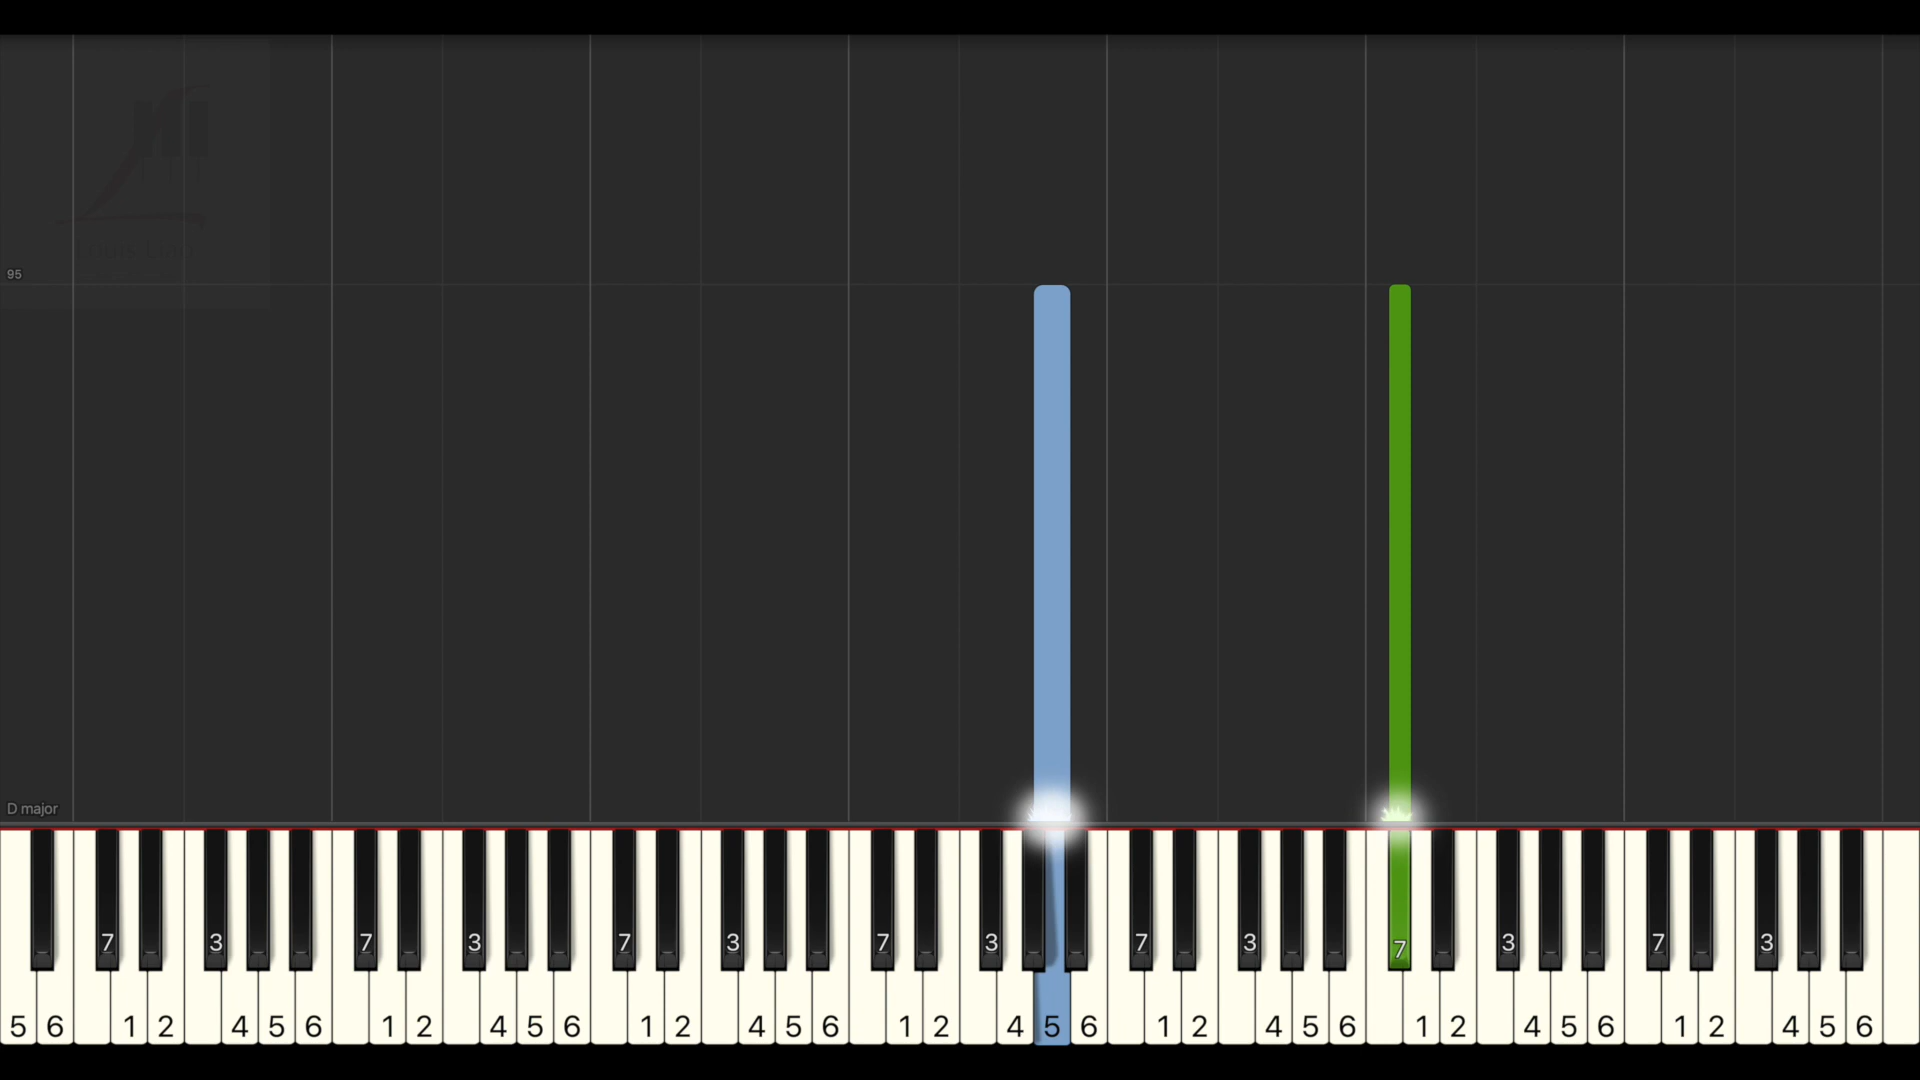 95
D major
7 3 7 3 7 3 7 3 7 3 7 3 7 3
5 6 1 2 4 5 6 1 2 4 5 6 1 2 4 5 6 1 2 4 5 6 1 2 4 5 6 1 2 4 5 6 1 2 4 5 6